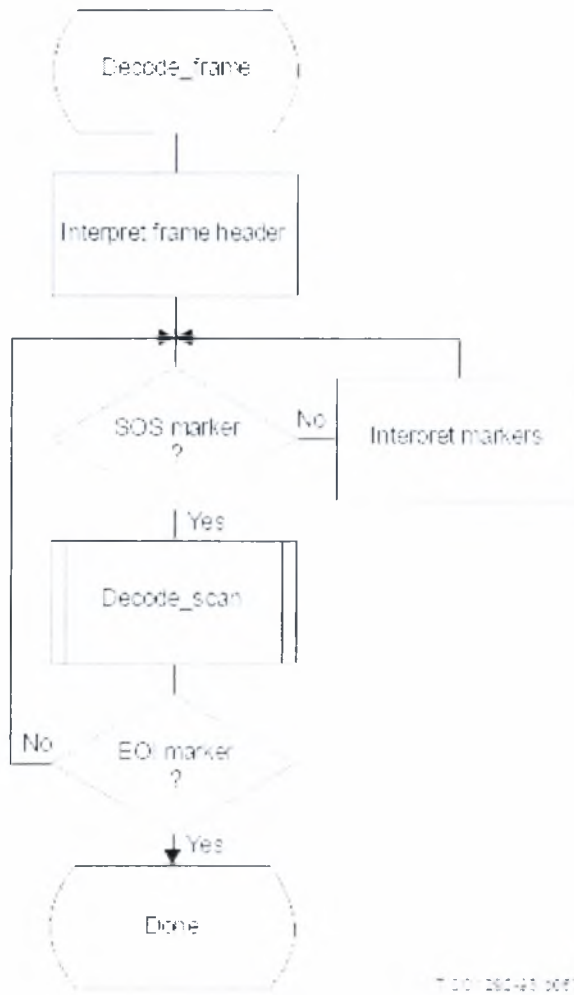 Decode_frame
Interpret frame header
SOS marker
?
No
Interpret markers
Yes
Decode_scan
EOI marker
?
No
Yes
Done